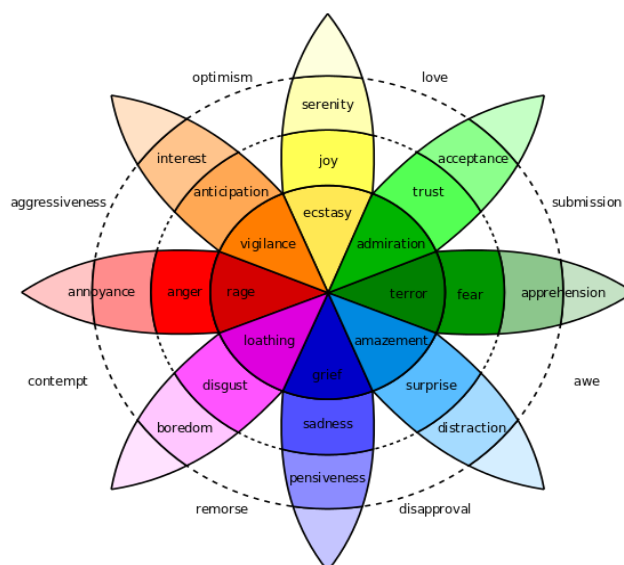 optimism
love
serenity
interest
acceptance
joy
anticipation
trust
aggressiveness
submission
ecstasy
vigilance
admiration
annoyance
anger
rage
terror
fear
apprehension
loathing
amazement
grief
contempt
disgust
surprise
awe
sadness
boredom
distraction
pensiveness
remorse
disapproval